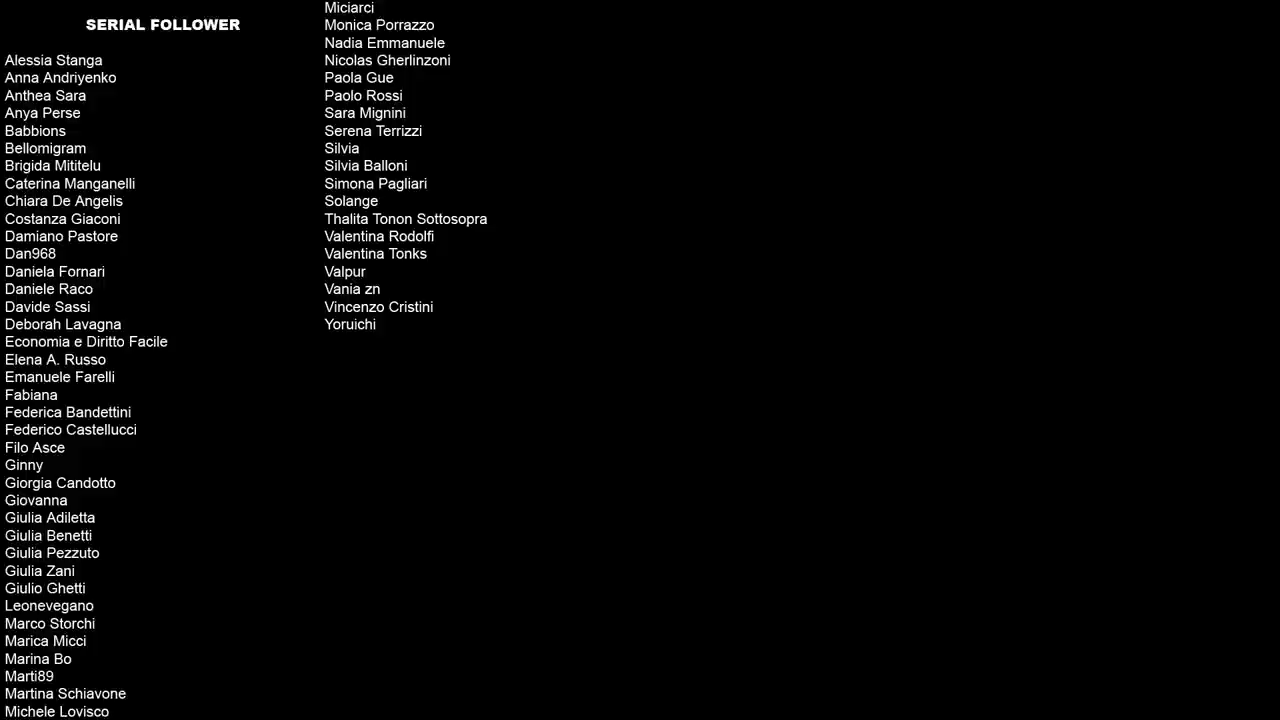 SERIAL FOLLOWER
Alessia Stanga
Anna Andriyenko
Anthea Sara
Anya Perse
Babbions
Bellomigram
Brigida Mititelu
Caterina Manganelli
Chiara De Angelis
Costanza Giaconi
Damiano Pastore
Dan968
Daniela Fornari
Daniele Raco
Davide Sassi
Deborah Lavagna
Economia e Diritto Facile
Elena A. Russo
Emanuele Farelli
Fabiana
Federica Bandettini
Federico Castellucci
Filo Asce
Ginny
Giorgia Candotto
Giovanna
Giulia Adiletta
Giulia Benetti
Giulia Pezzuto
Giulia Zani
Giulio Ghetti
Leonevegano
Marco Storchi
Marica Micci
Marina Bo
Marti89
Martina Schiavone
Michele Lovisco
Miciarci
Monica Porrazzo
Nadia Emmanuele
Nicolas Gherlinzoni
Paola Gue
Paolo Rossi
Sara Mignini
Serena Terrizzi
Silvia
Silvia Balloni
Simona Pagliari
Solange
Thalita Tonon Sottosopra
Valentina Rodolfi
Valentina Tonks
Valpur
Vania zn
Vincenzo Cristini
Yoruichi